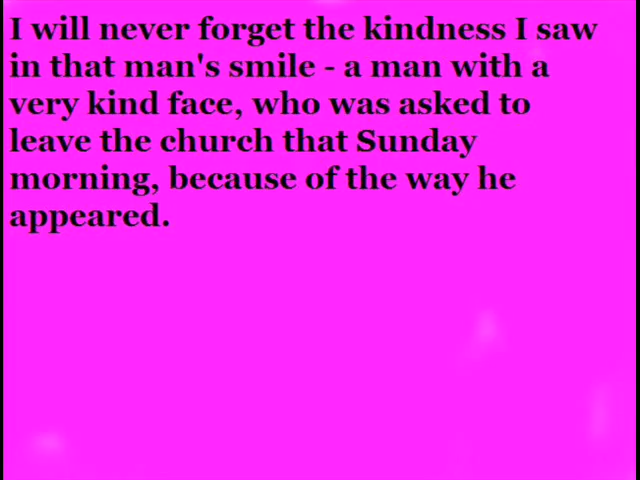 I will never forget the kindness I saw
in that man's smile - a man with a
very kind face, who was asked to
leave the church that Sunday
morning, because of the way he
appeared.